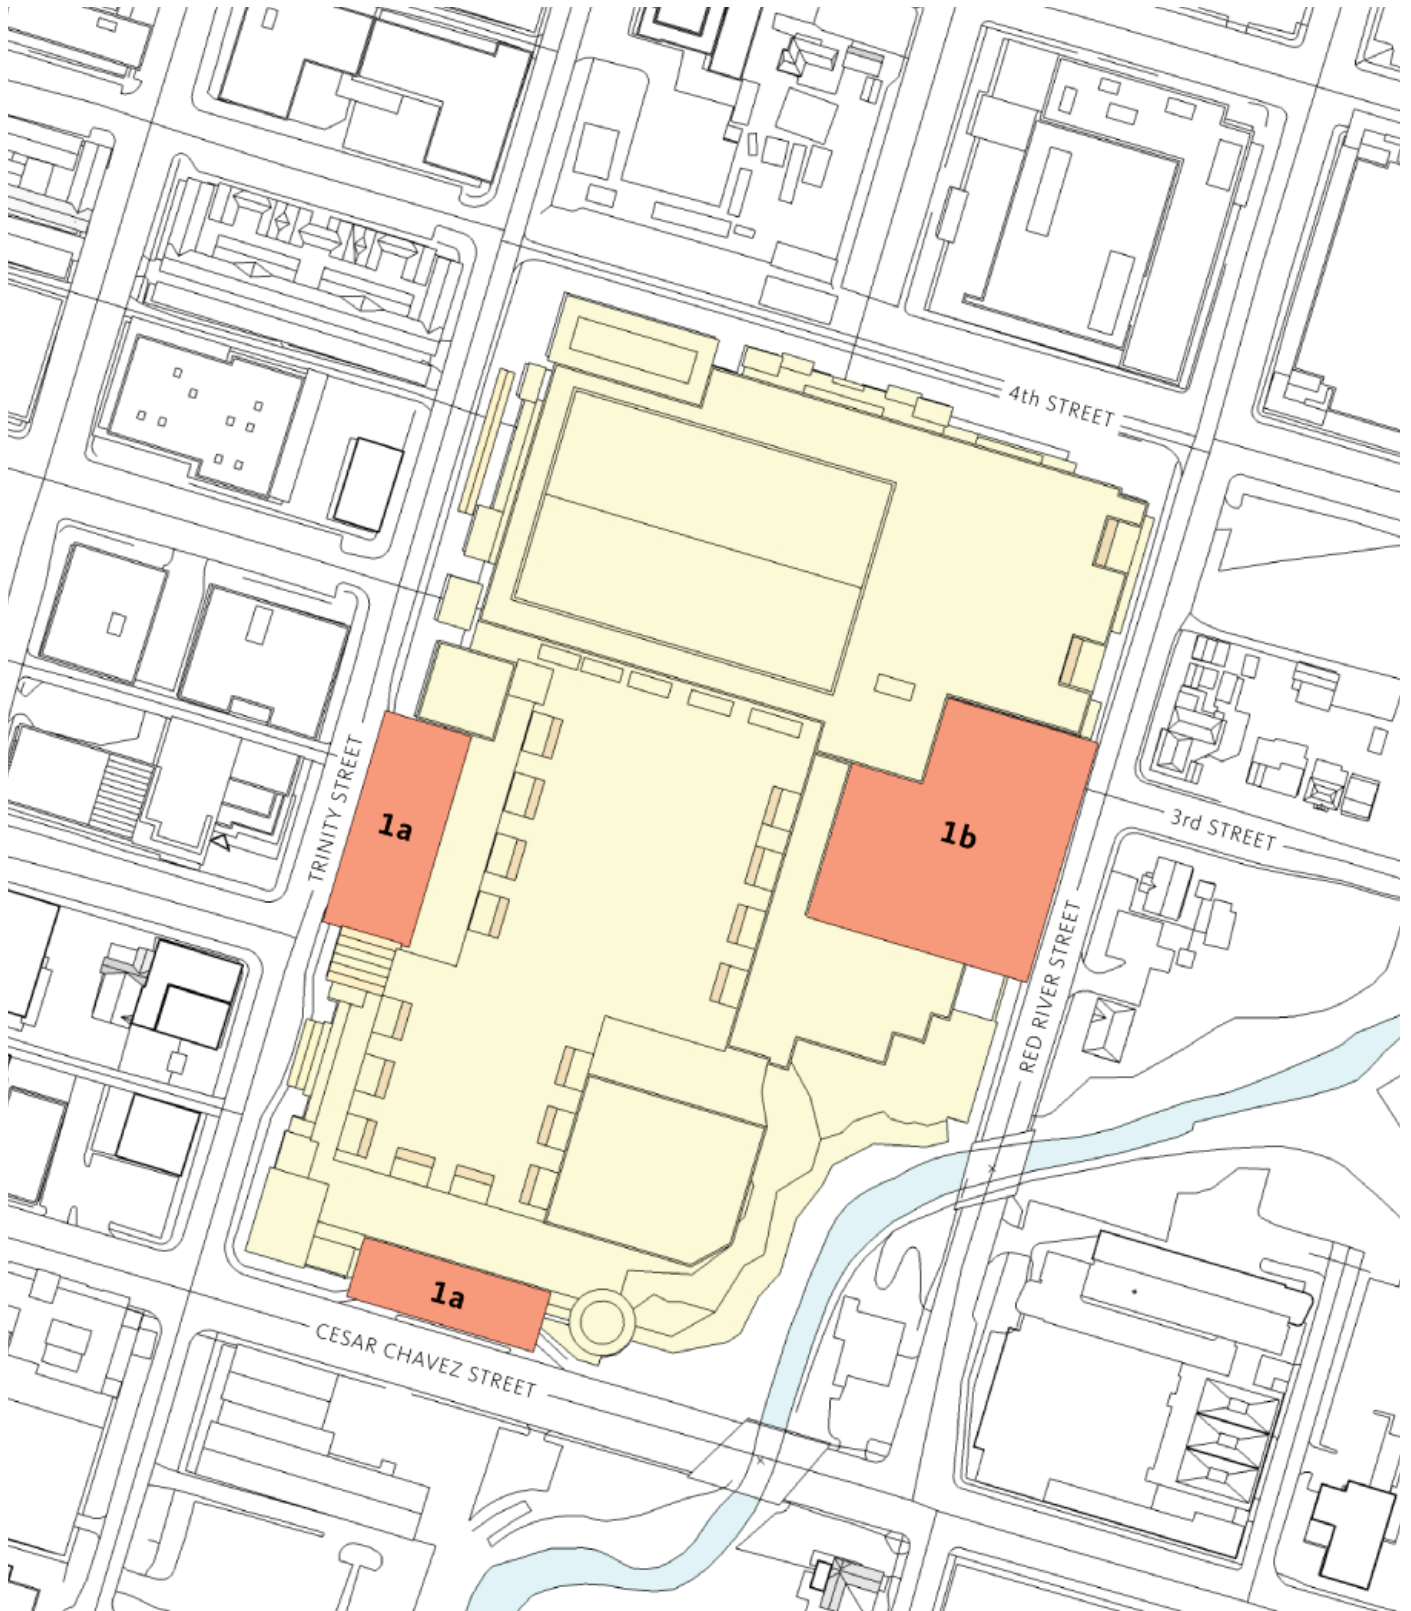 4th STREET
TRINITY STREET
1a
1b
3rd STREET
RED RIVER STREET
1a
CESAR CHAVEZ STREET